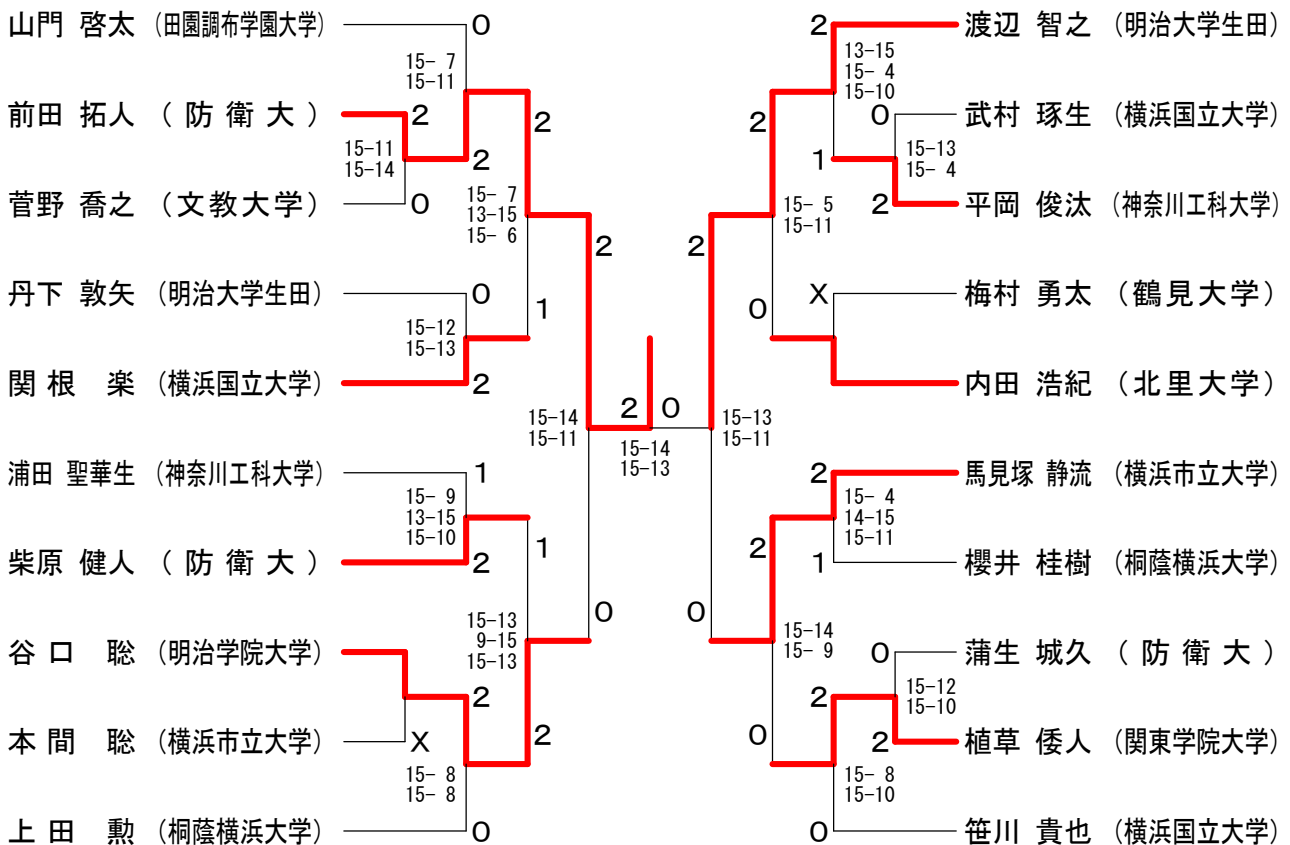 山門 啓太 (田園調布学園大学) 0
15- 7
15-11
前田 拓人 (防衛大) 2
15-11
15-14
2
2
菅野 喬之 (文教大学) 0
15- 7
13-15
15- 6
2
丹下 敦矢 (明治大学生田) 0
15-12
15-13
1
関根 楽 (横浜国立大学) 2
15-14
15-11
浦田 聖華生 (神奈川工科大学) 1
15- 9
13-15
15-10
柴原 健人 (防衛大) 2
1
15-13
9-15
15-13
0
谷口 聡 (明治学院大学)
2
本間 聡 (横浜市立大学) X
2
15- 8
15- 8
上田 勲 (桐蔭横浜大学) 0
2 0
15-14
15-13
2 渡辺 智之 (明治大学生田)
13-15
15- 4
15-10
2
0 武村 琢生 (横浜国立大学)
15-13
15- 4
1
2 平岡 俊汰 (神奈川工科大学)
15- 5
15-11
2
X 梅村 勇太 (鶴見大学)
0
内田 浩紀 (北里大学)
15-13
15-11
2 馬見塚 静流 (横浜市立大学)
15- 4
14-15
15-11
2
1 櫻井 桂樹 (桐蔭横浜大学)
0
15-14
15- 9
0 蒲生 城久 (防衛大)
15-12
15-10
2
2 植草 倭人 (関東学院大学)
0
15- 8
15-10
0 笹川 貴也 (横浜国立大学)